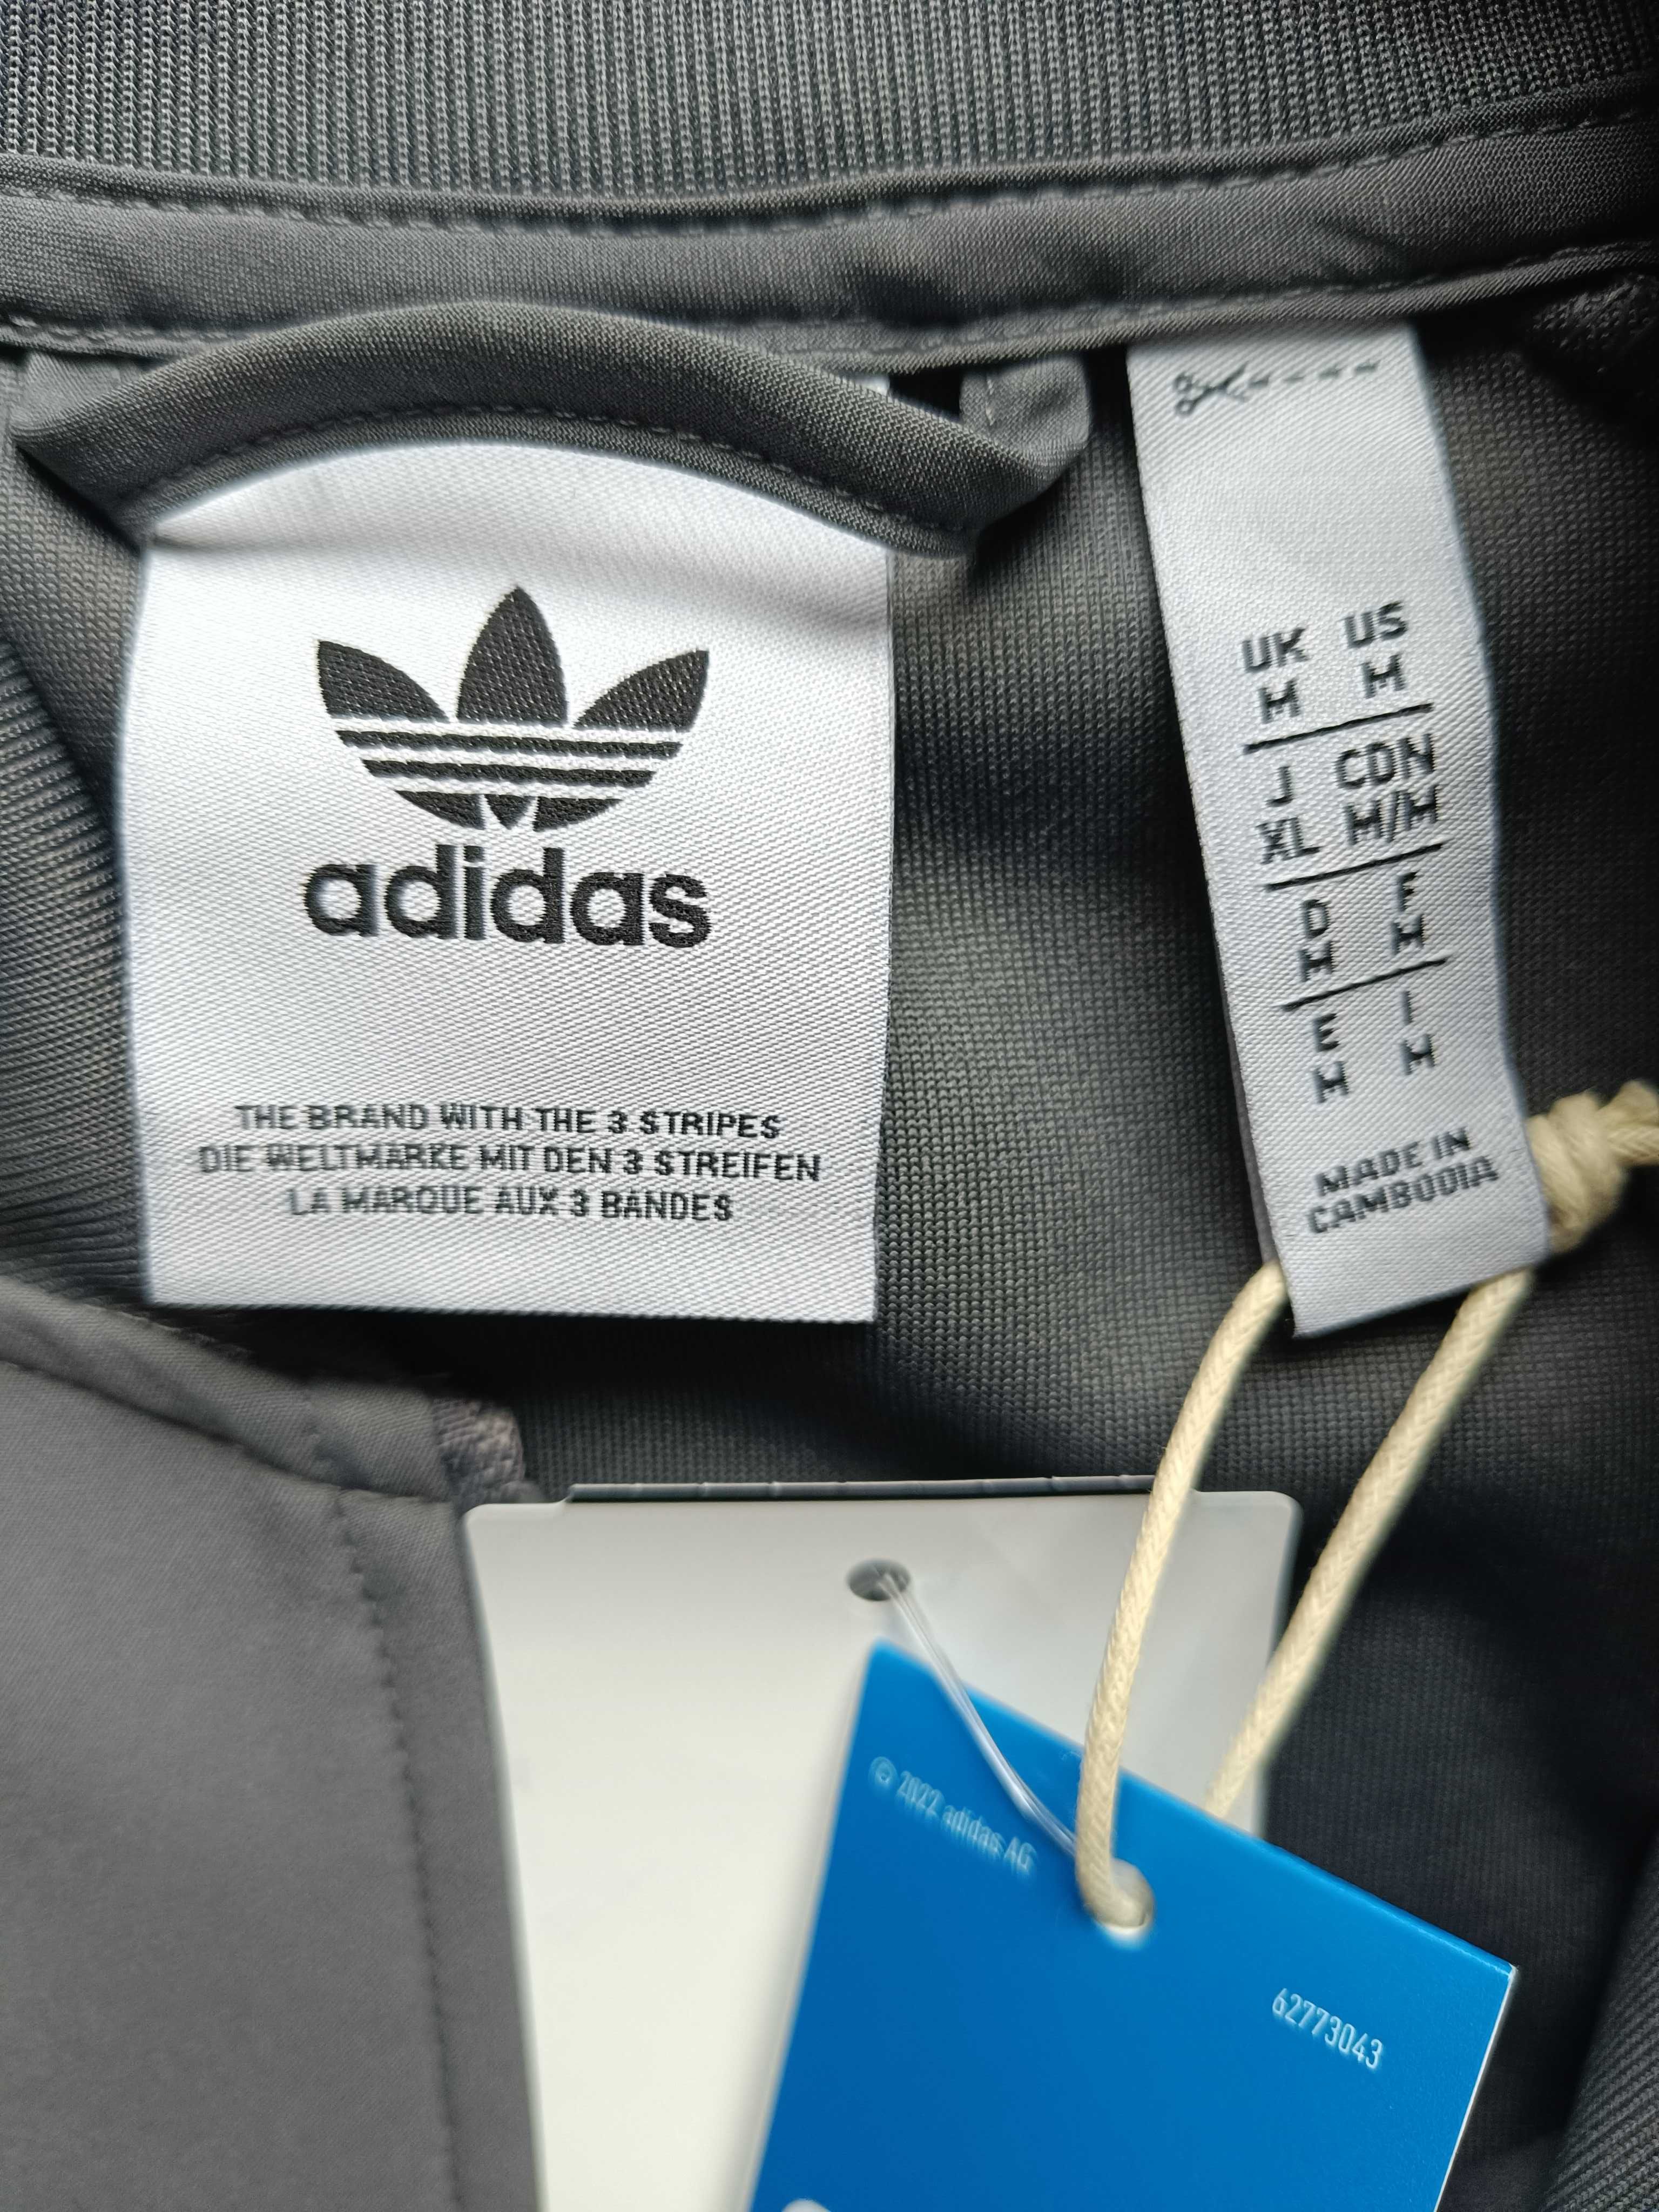 adidas
THE BRAND WITH THE 3 STRIPES
DIE WELTMARKE MIT DEN 3 STREIFEN
LA MARQUE AUX 3 BANDES
UK US
M M
J CDN
XL M/M
D F
M M
E I
M M
MADE IN
CAMBODIA
© 2022 adidas AG
62773043